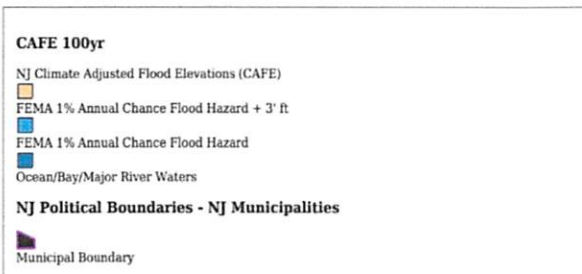 CAFE 100yr
NJ Climate Adjusted Flood Elevations (CAFE)
FEMA 1% Annual Chance Flood Hazard + 3' ft
FEMA 1% Annual Chance Flood Hazard
Ocean/Bay/Major River Waters
NJ Political Boundaries - NJ Municipalities
Municipal Boundary